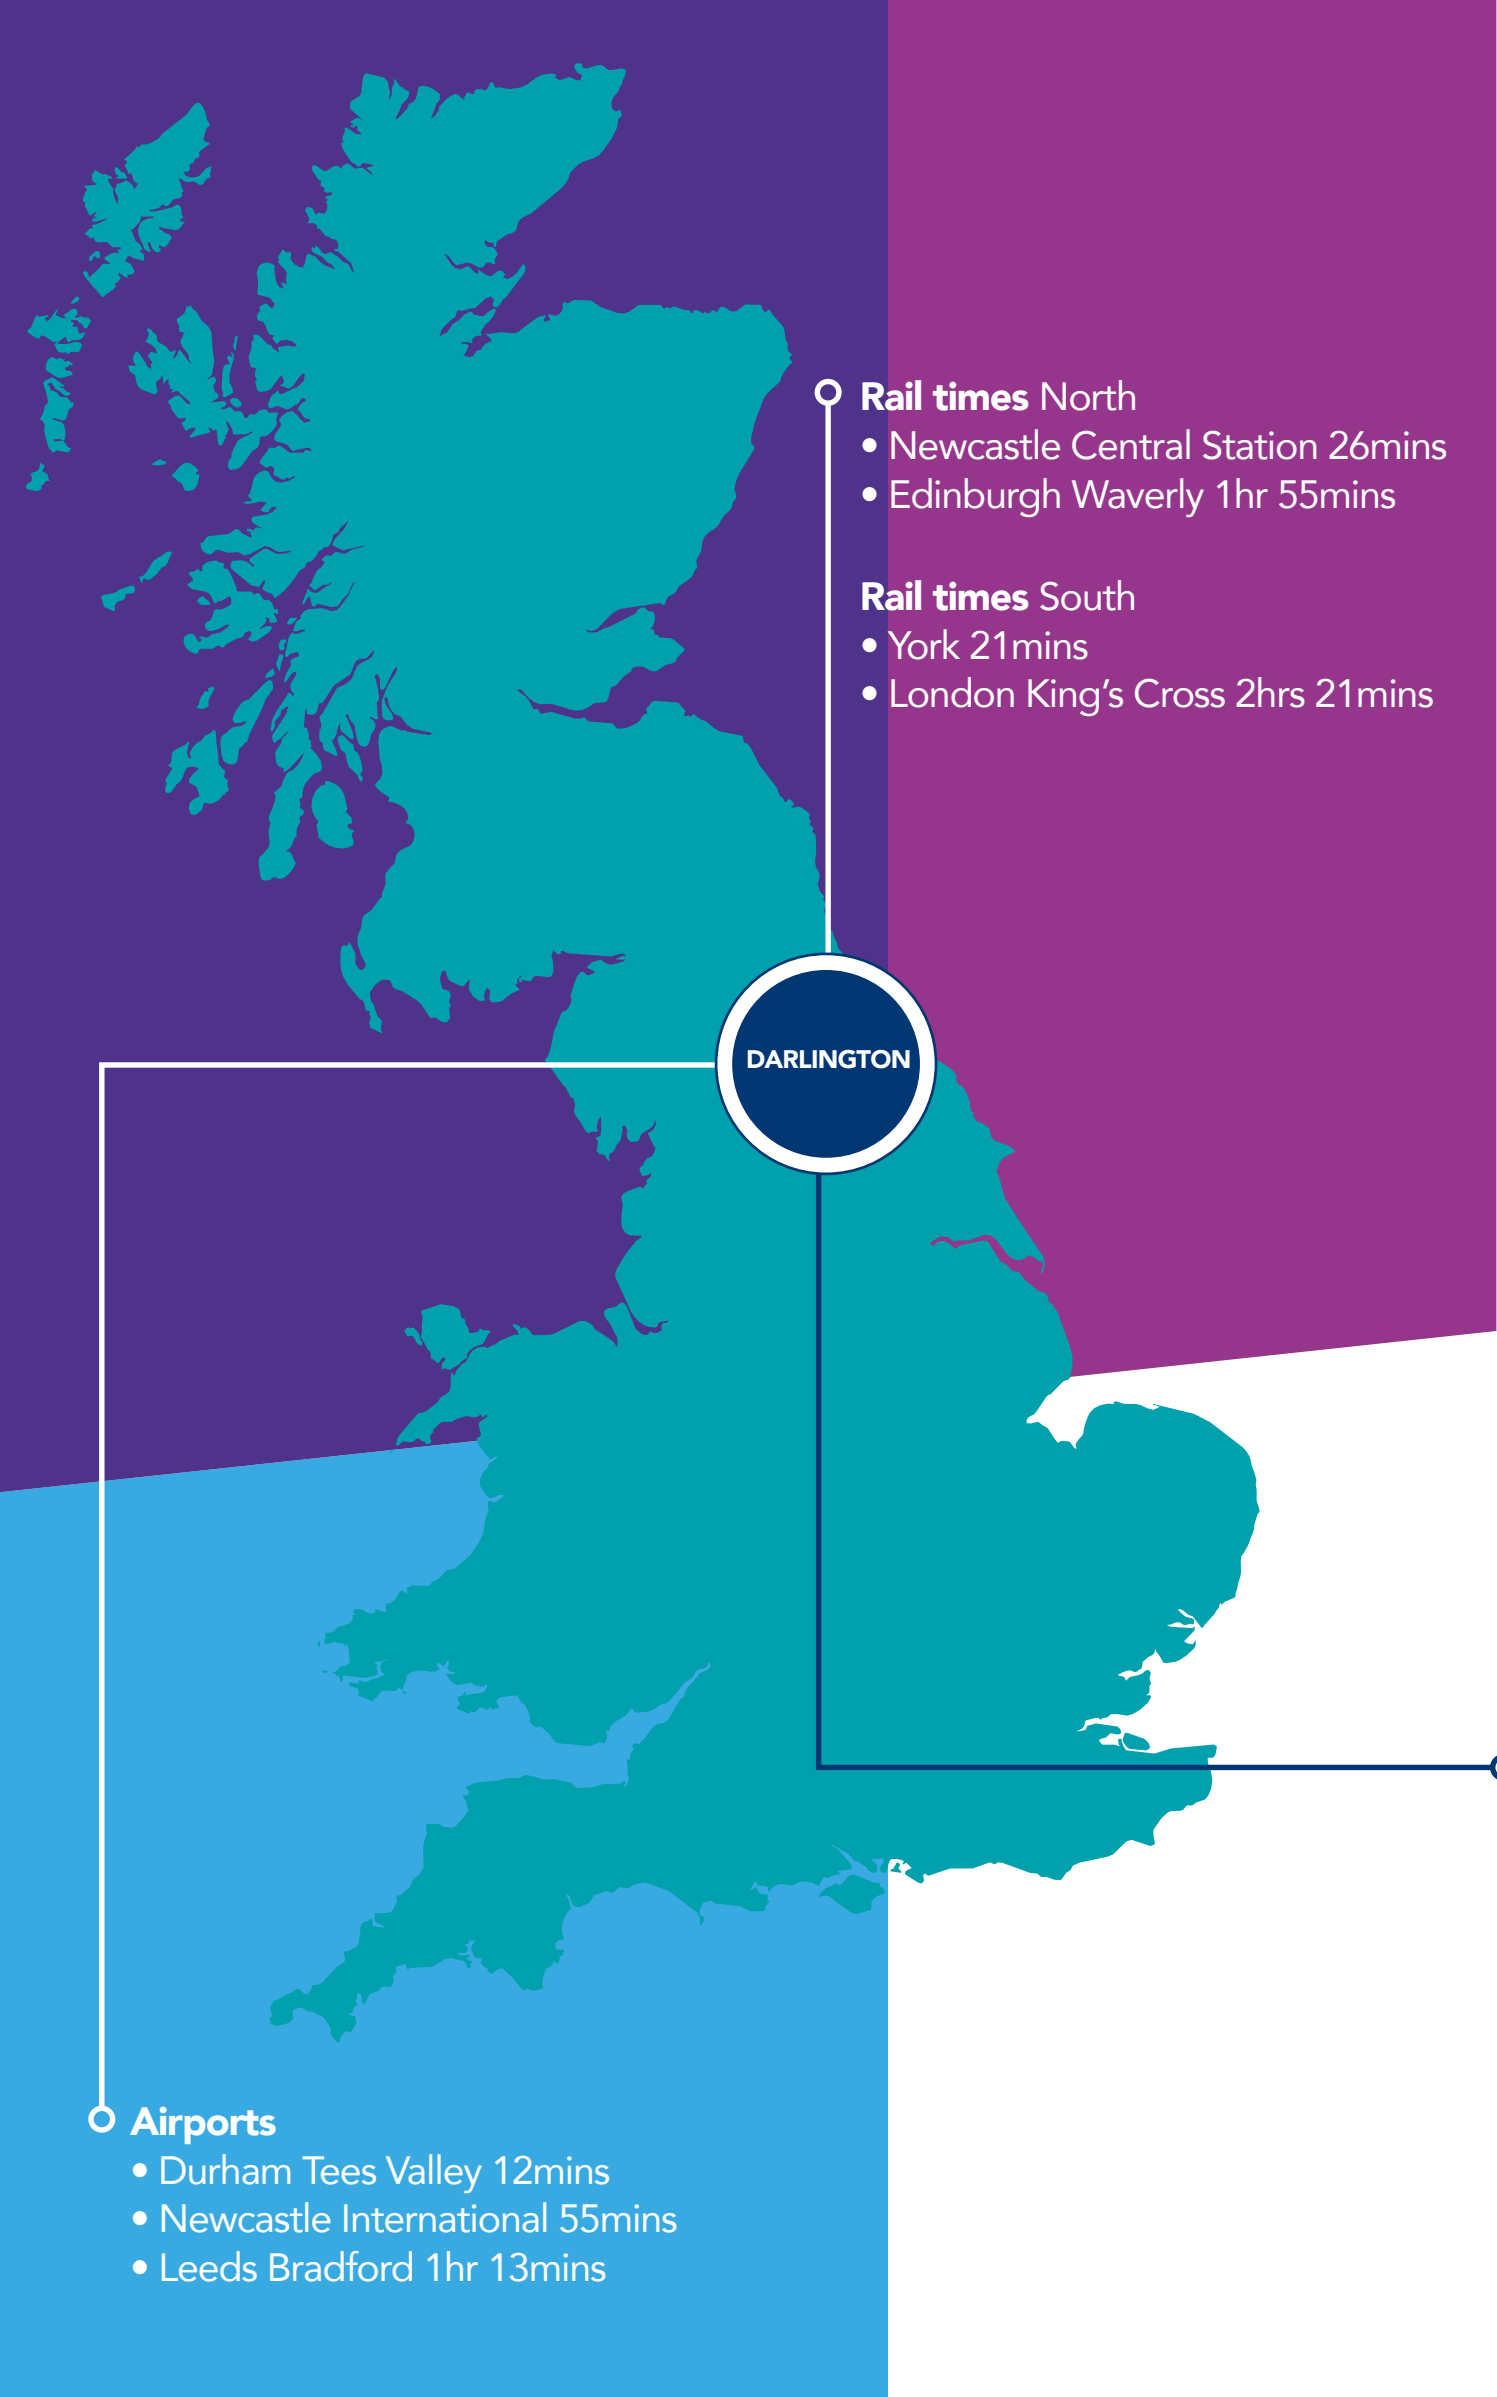 Rail times North
• Newcastle Central Station 26mins
• Edinburgh Waverly 1hr 55mins
Rail times South
• York 21mins
• London King’s Cross 2hrs 21mins
DARLINGTON
Airports
• Durham Tees Valley 12mins
• Newcastle International 55mins
• Leeds Bradford 1hr 13mins